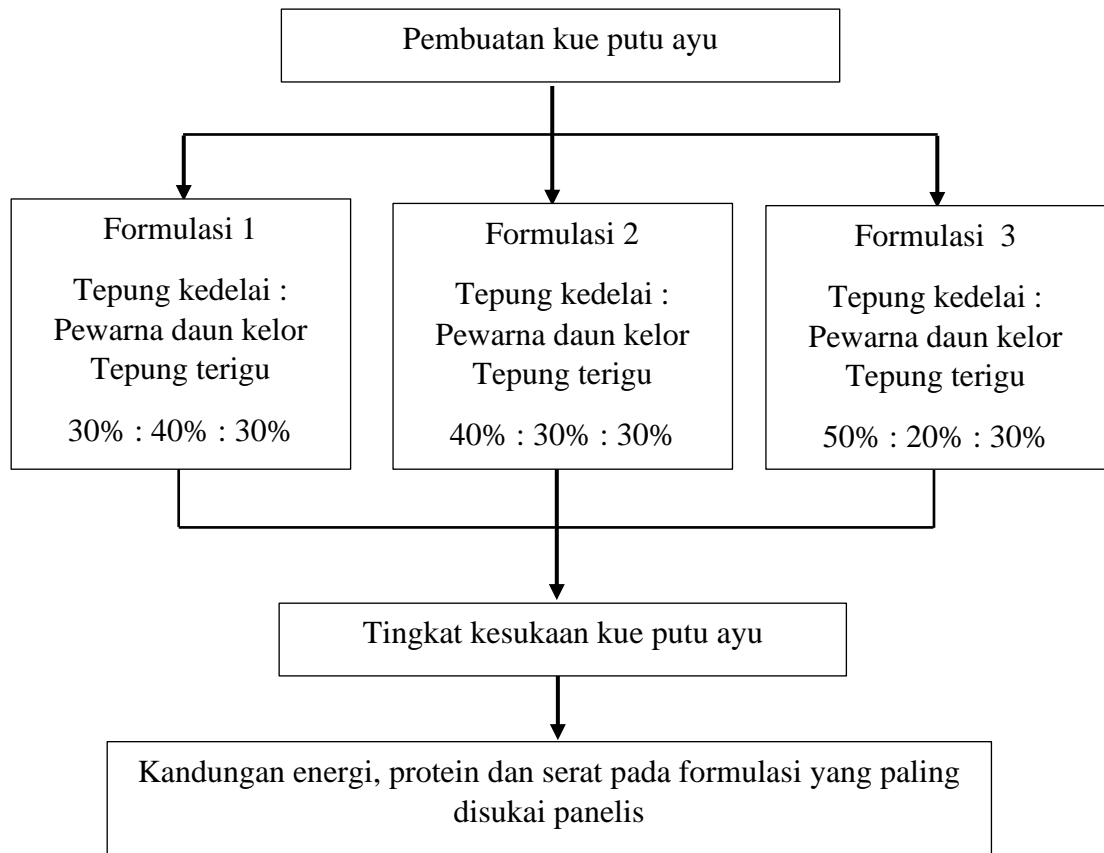 Pembuatan kue putu ayu
Formulasi 1
Tepung kedelai :
Pewarna daun kelor
Tepung terigu
30% : 40% : 30%
Formulasi 2
Tepung kedelai :
Pewarna daun kelor
Tepung terigu
40% : 30% : 30%
Formulasi 3
Tepung kedelai :
Pewarna daun kelor
Tepung terigu
50% : 20% : 30%
Tingkat kesukaan kue putu ayu
Kandungan energi, protein dan serat pada formulasi yang paling
disukai panelis